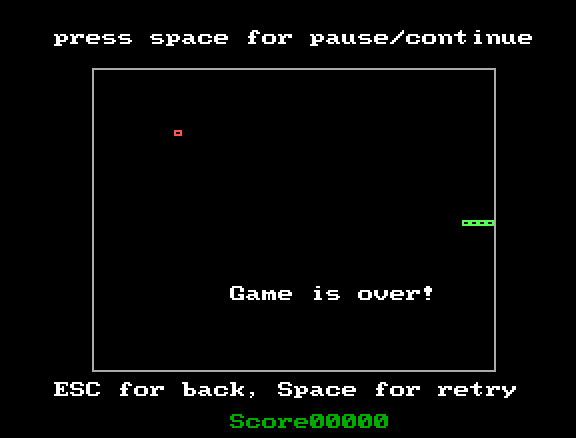 press space for pause/continue
Game is over!
ESC for back, Space for retry
Score00000